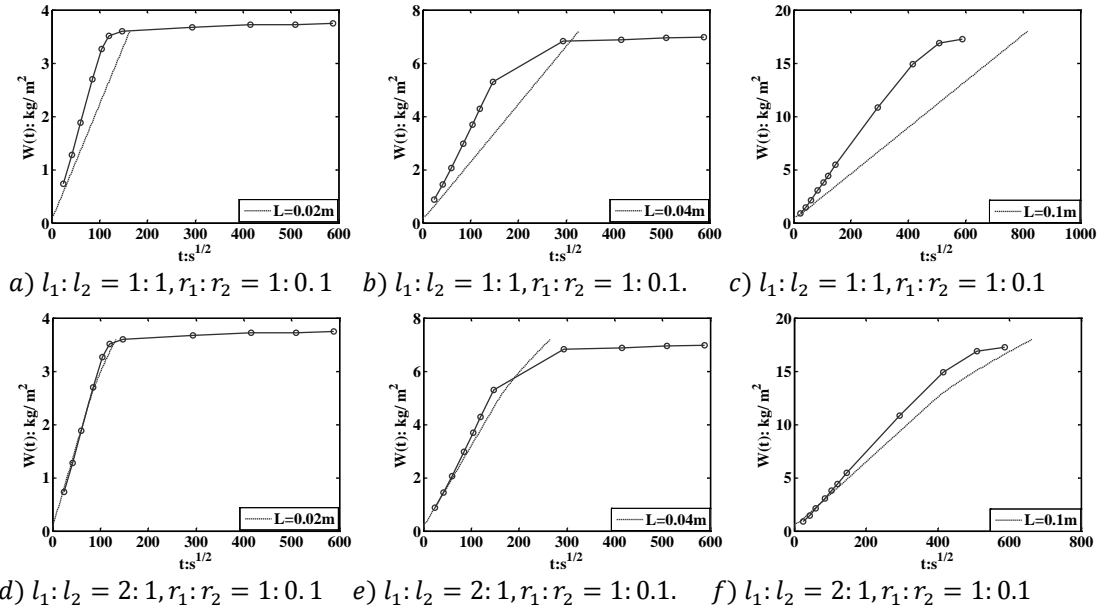 4 8 20
3 6 15
2 4 10
1 2 5
0 0 0
W(t): kg/ m² W(t): kg/ m² W(t): kg/ m²
L=0.02m L=0.04m L=0.1m
0 100 200 300 400 500 600 0 100 200 300 400 500 600 0 200 400 600 800 1000
t:s^1/2 t:s^1/2 t:s^1/2
a) l₁: l₂ = 1: 1, r₁: r₂ = 1: 0.1 b) l₁: l₂ = 1: 1, r₁: r₂ = 1: 0.1. c) l₁: l₂ = 1: 1, r₁: r₂ = 1: 0.1
4 8 20
3 6 15
2 4 10
1 2 5
0 0 0
W(t): kg/ m² W(t): kg/ m² W(t): kg/ m²
L=0.02m L=0.04m L=0.1m
0 100 200 300 400 500 600 0 100 200 300 400 500 600 0 200 400 600 800
t:s^1/2 t:s^1/2 t:s^1/2
d) l₁: l₂ = 2: 1, r₁: r₂ = 1: 0.1 e) l₁: l₂ = 2: 1, r₁: r₂ = 1: 0.1. f) l₁: l₂ = 2: 1, r₁: r₂ = 1: 0.1